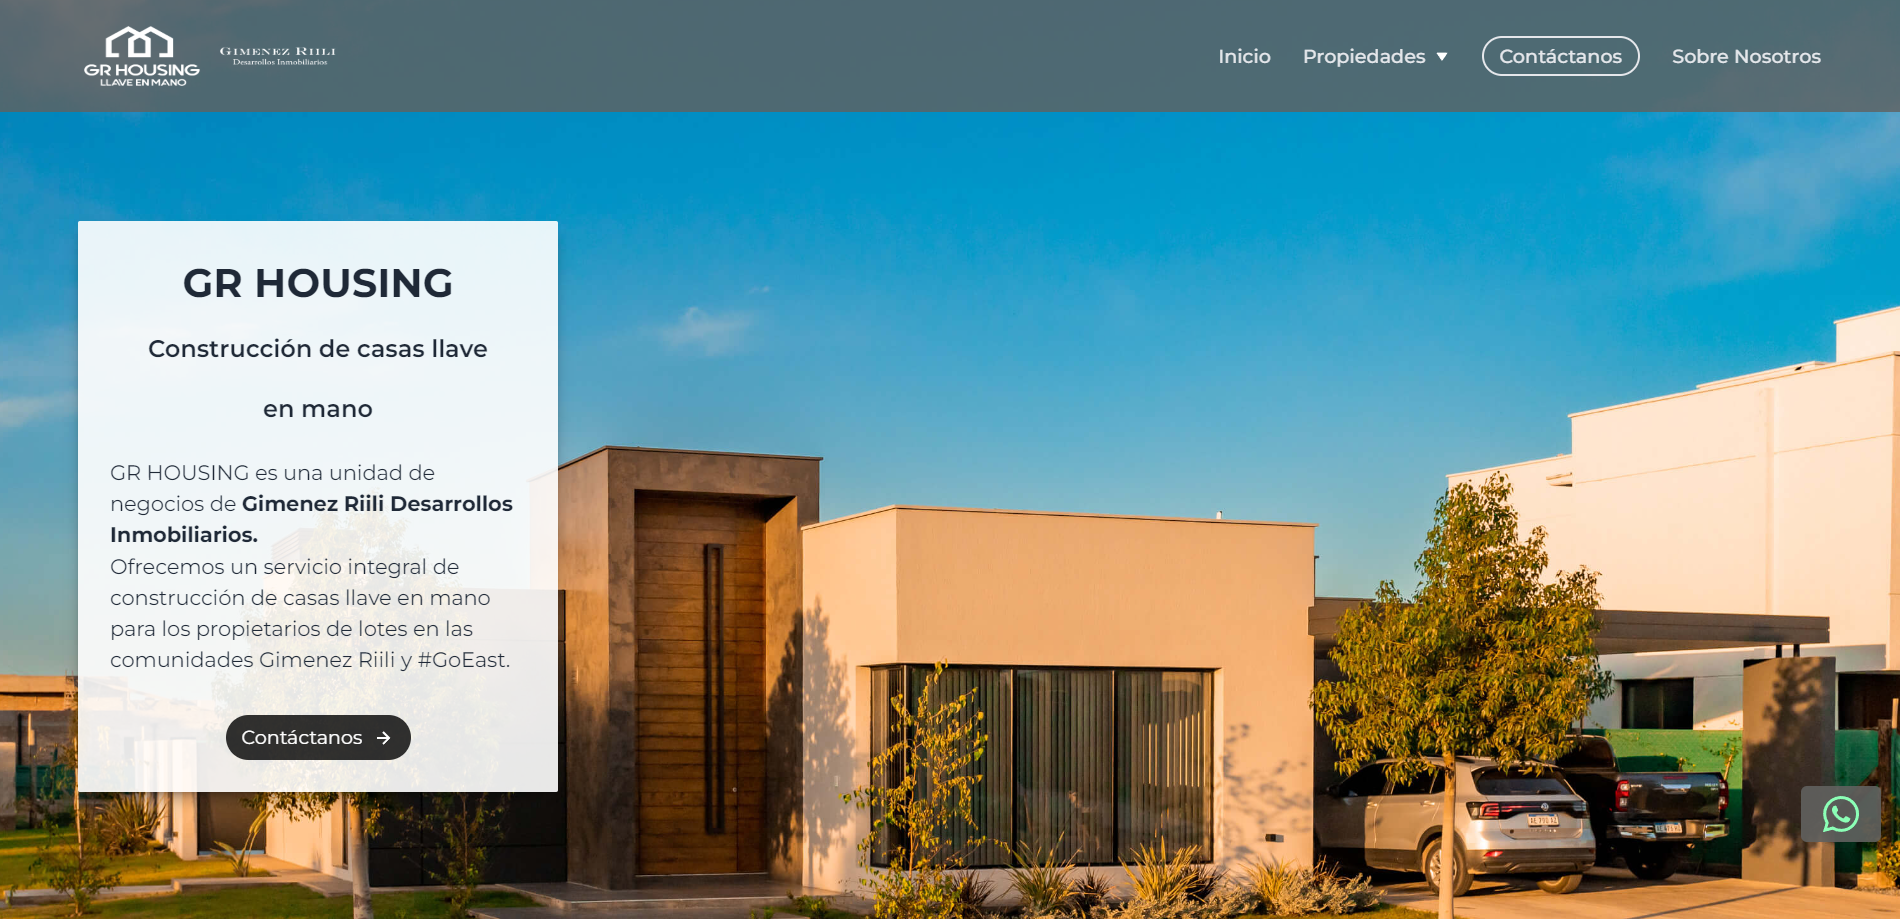 GR HOUSING
LLAVE EN MANO
GIMENEZ RIILI
Desarrollos Inmobiliarios
Inicio
Propiedades
Contáctanos
Sobre Nosotros
GR HOUSING
Construcción de casas llave
en mano
GR HOUSING es una unidad de
negocios de Gimenez Riili Desarrollos
Inmobiliarios.
Ofrecemos un servicio integral de
construcción de casas llave en mano
para los propietarios de lotes en las
comunidades Gimenez Riili y #GoEast.
Contáctanos